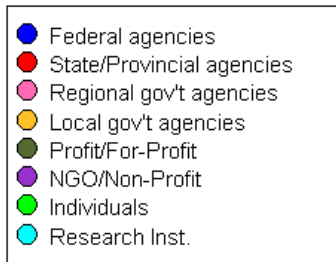 Federal agencies
State/Provincial agencies
Regional gov't agencies
Local gov't agencies
Profit/For-Profit
NGO/Non-Profit
Individuals
Research Inst.